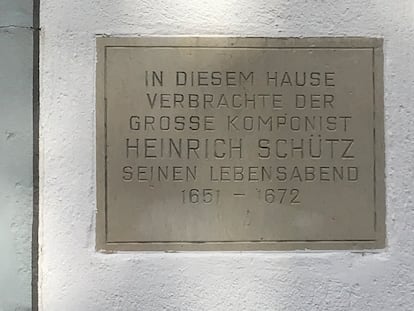 IN DIESEM HAUSE
VERBRACHTE DER
GROSSE KOMPONIST
HEINRICH SCHÜTZ
SEINEN LEBENSABEND
1651 – 1672